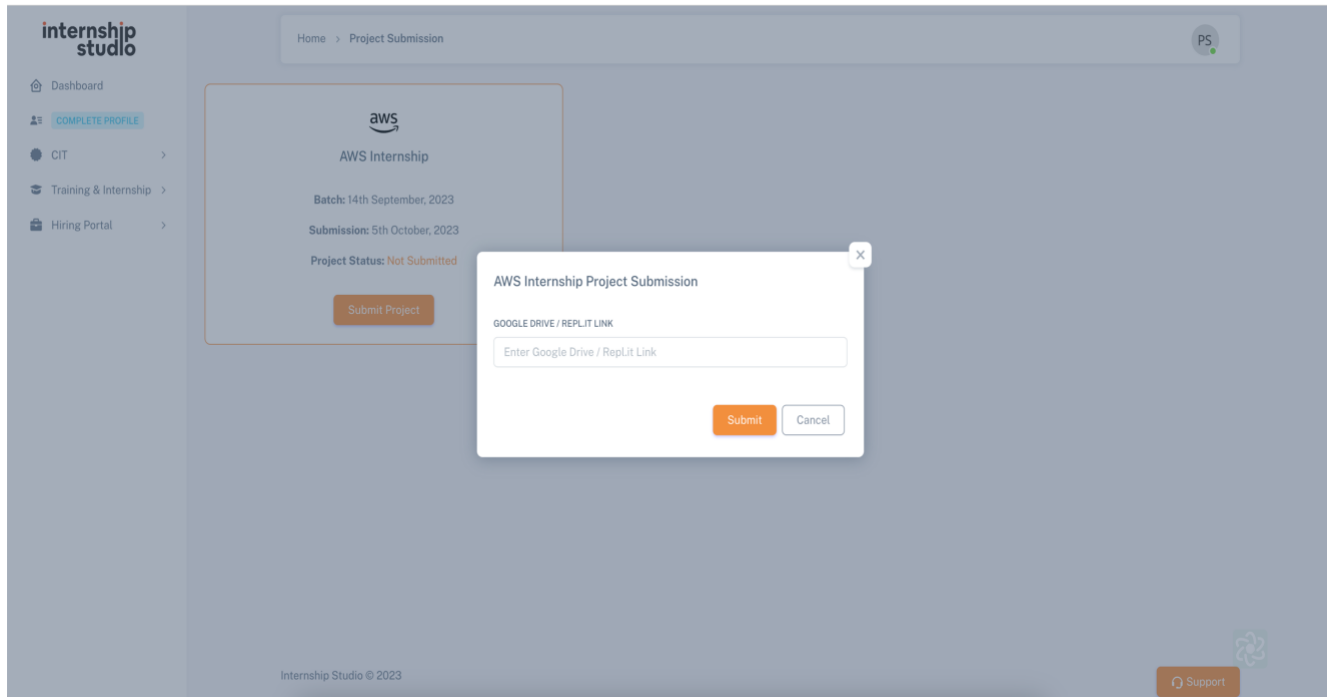 internship
studio
Home > Project Submission
PS
Dashboard
COMPLETE PROFILE
CIT >
Training & Internship >
Hiring Portal >
aws
AWS Internship
Batch: 14th September, 2023
Submission: 5th October, 2023
Project Status: Not Submitted
Submit Project
X
AWS Internship Project Submission
GOOGLE DRIVE / REPL.IT LINK
Enter Google Drive / Repl.it Link
Submit
Cancel
Internship Studio © 2023
Support